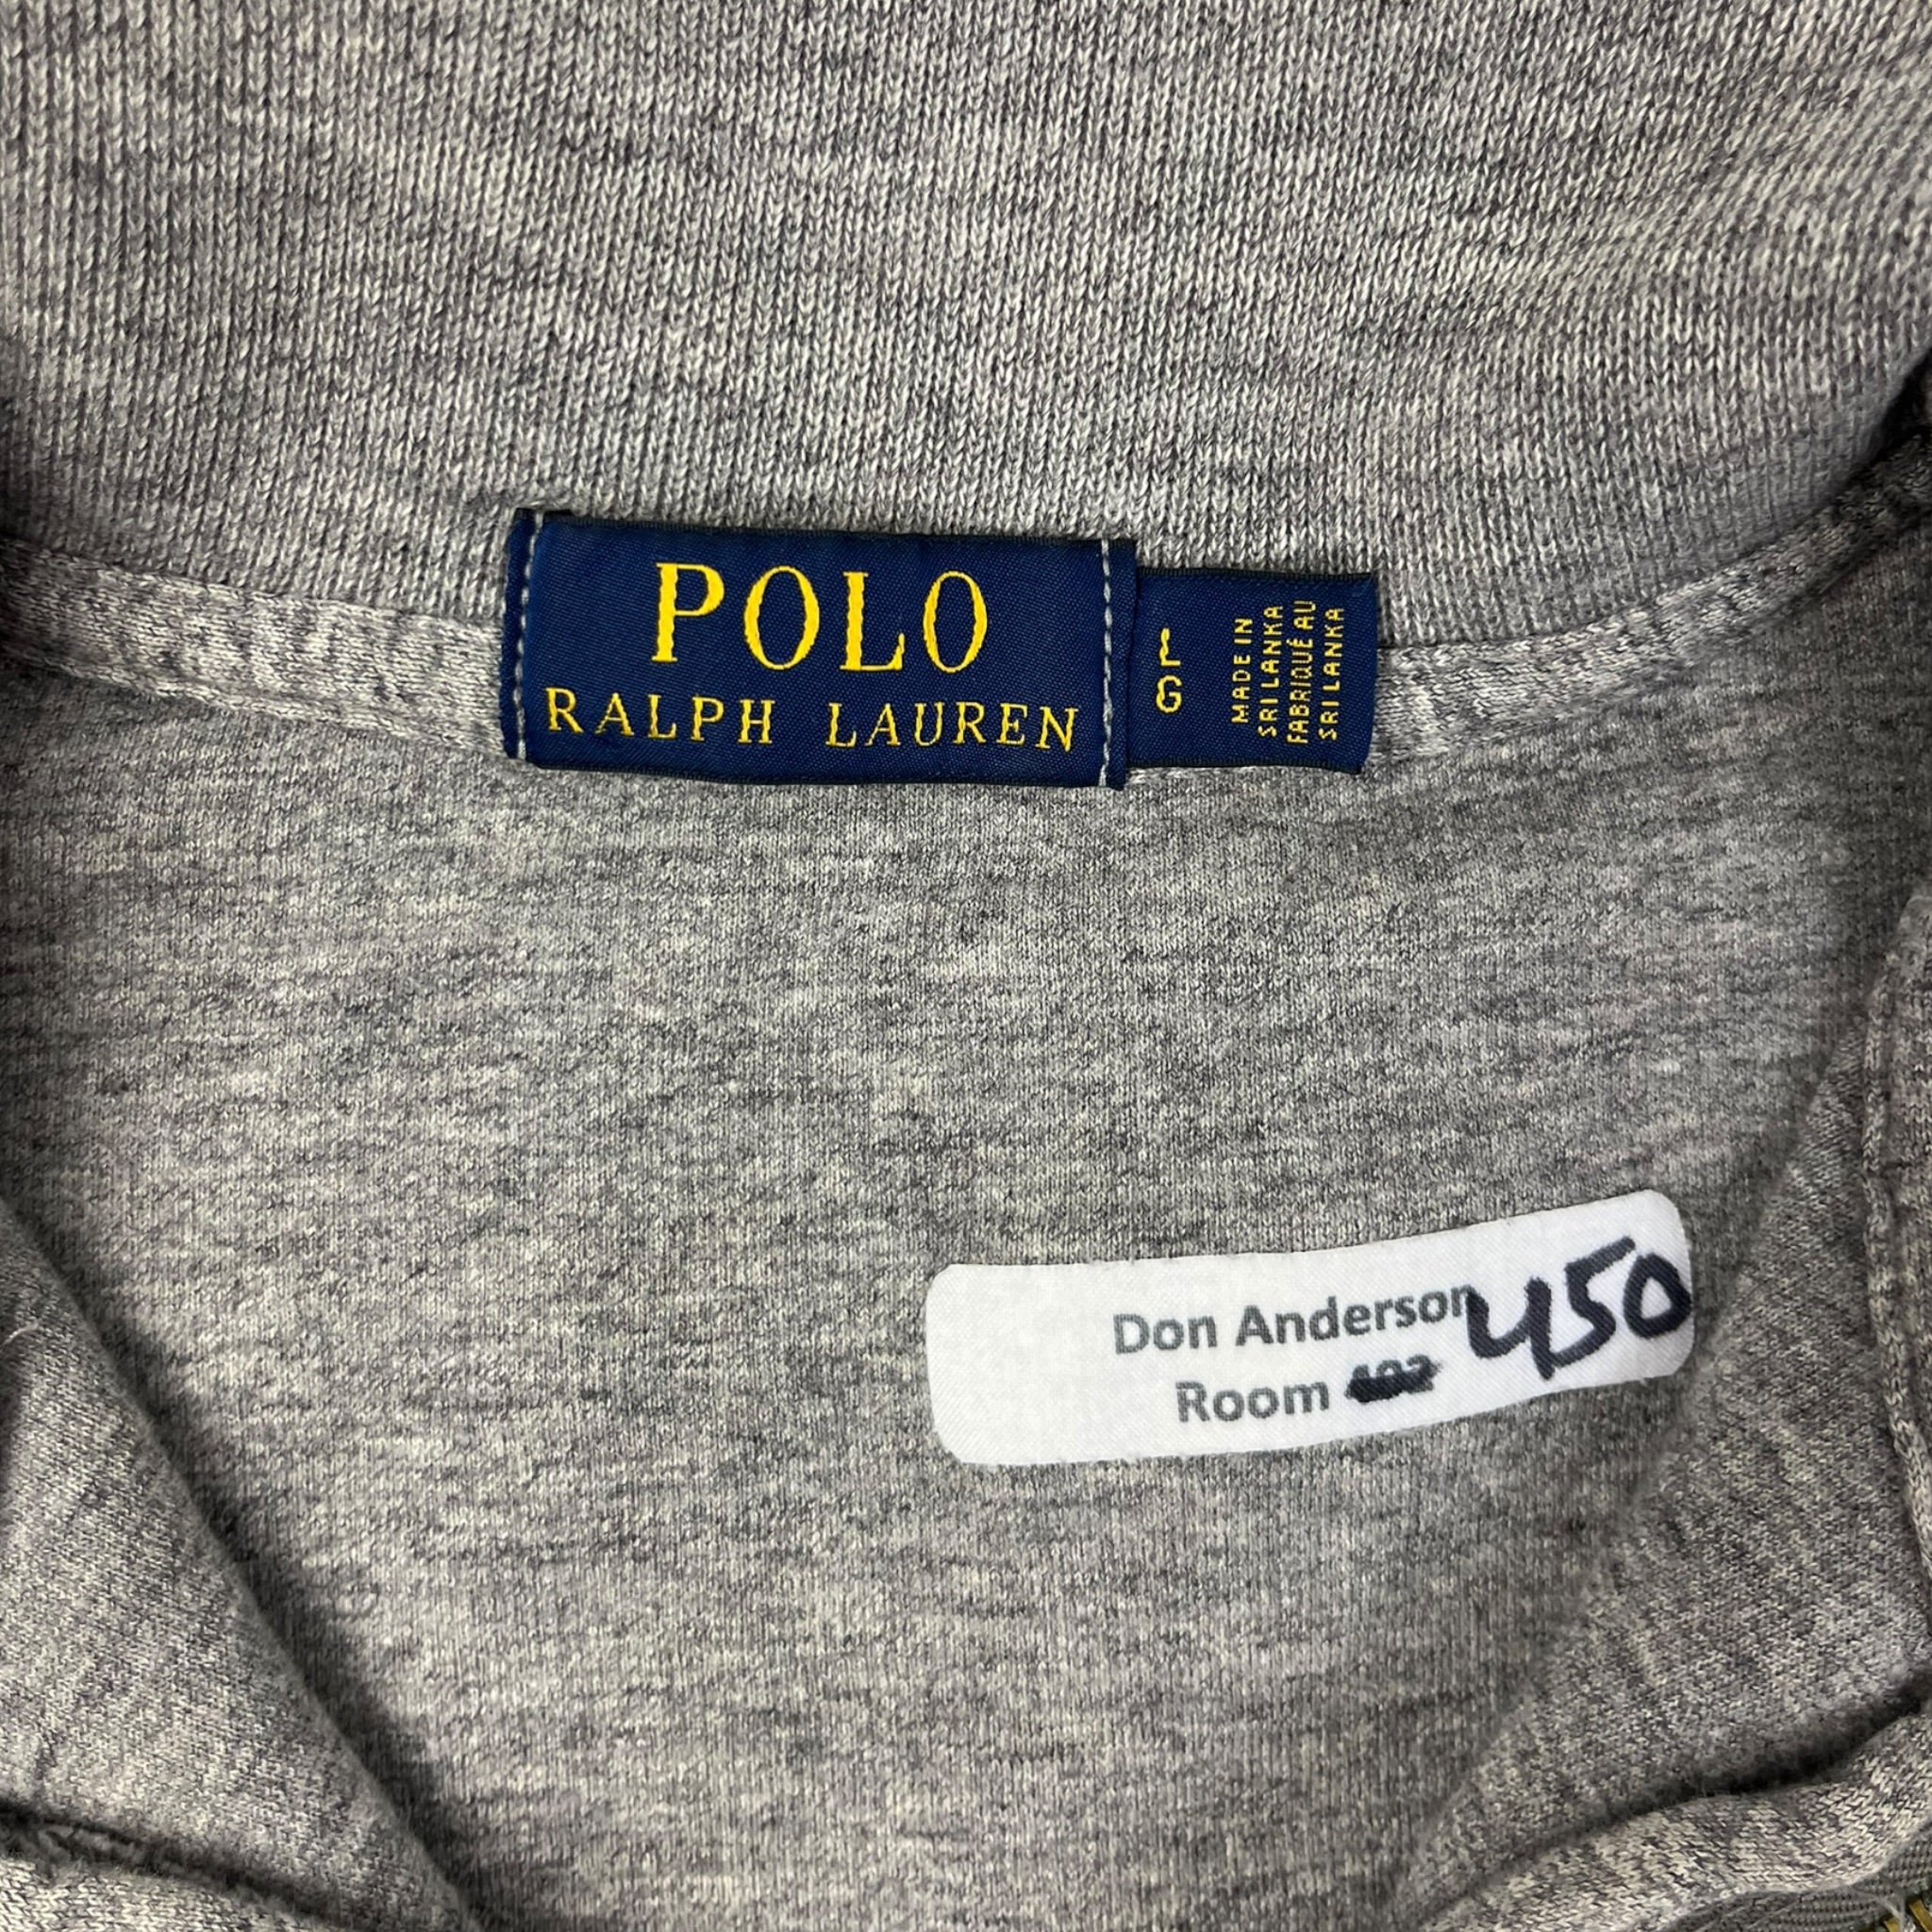 POLO
RALPH LAUREN
L
G
MADE IN
SRI LANKA
FABRIQUÉ AU
SRI LANKA
Don Anderson 450
Room